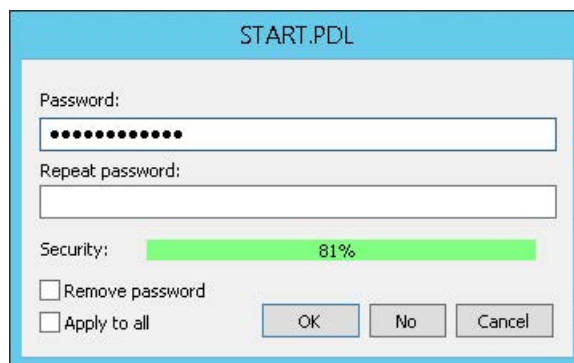 START.PDL
Password:
••••••••••••
Repeat password:
Security: 81%
Remove password
Apply to all
OK No Cancel